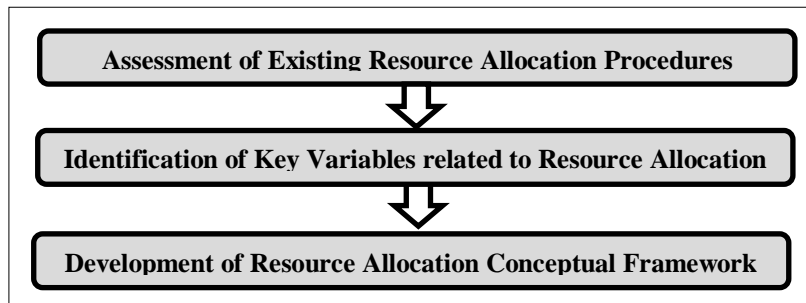 Assessment of Existing Resource Allocation Procedures
Identification of Key Variables related to Resource Allocation
Development of Resource Allocation Conceptual Framework